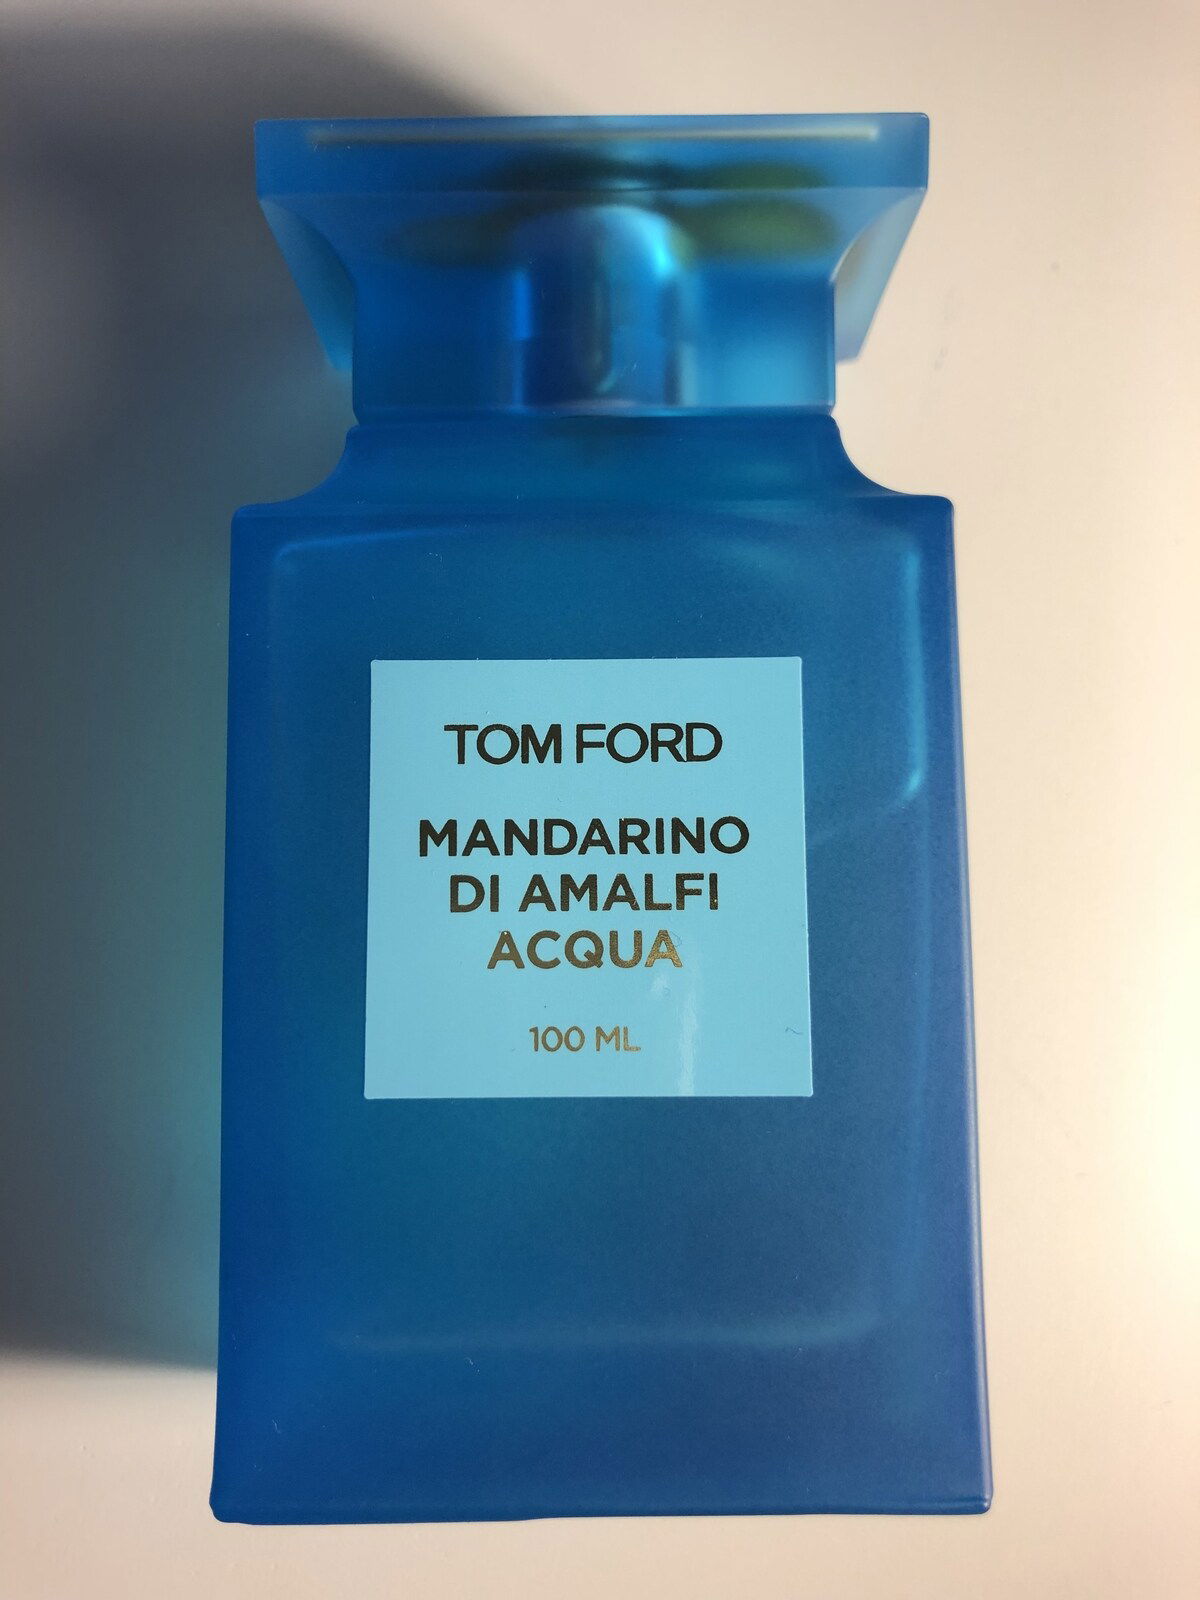 TOM FORD
MANDARINO
DI AMALFI
ACQUA
100 ML